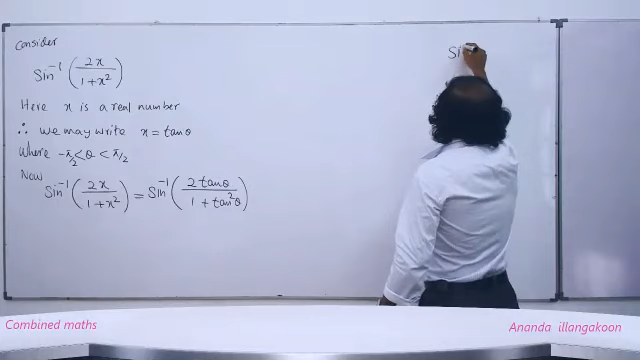 Consider
Sin⁻¹ (2x / 1+x²)
Here x is a real number
∴ we may write x = tanθ
Where -π/2 < θ < π/2
Now
Sin⁻¹ (2x / 1+x²) = Sin⁻¹ (2tanθ / 1 + tan²θ)
Si
Combined maths
Ananda illangakoon